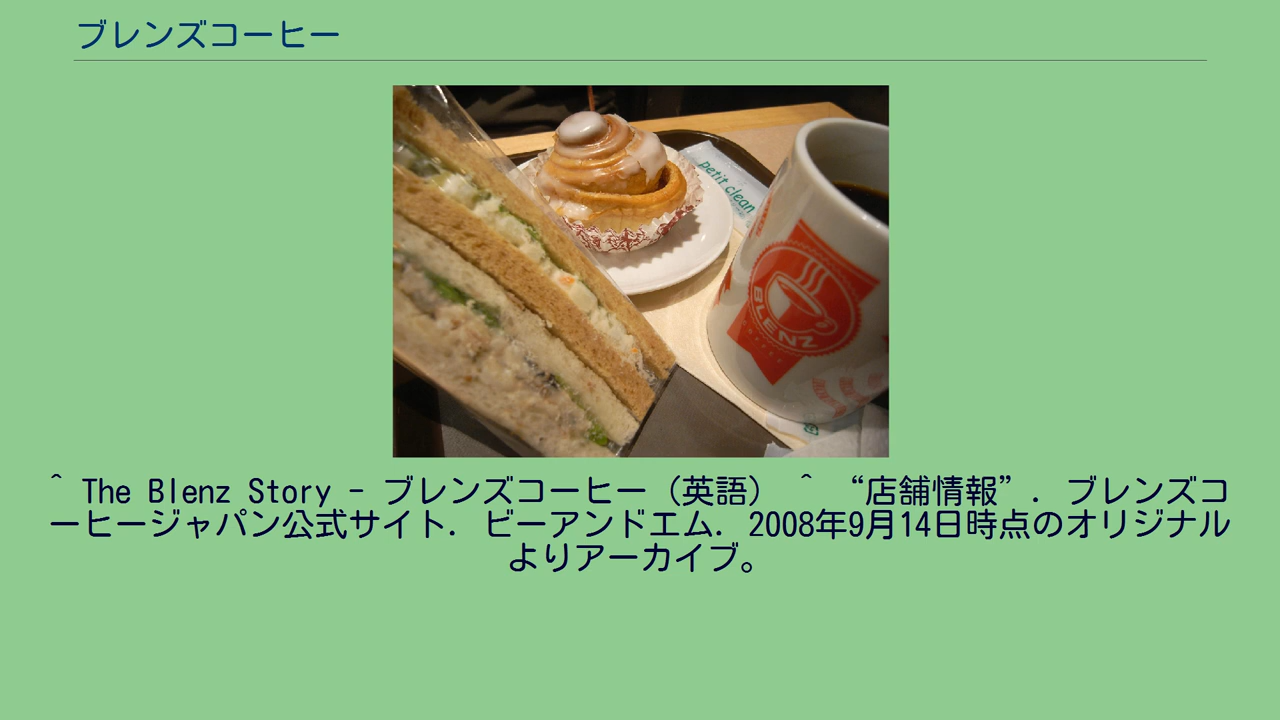 ブレンズコーヒー
petit clean
BLENZ
^ The Blenz Story - ブレンズコーヒー（英語） ^ “店舗情報”. ブレンズコ
ーヒージャパン公式サイト. ビーアンドエム. 2008年9月14日時点のオリジナル
よりアーカイブ。